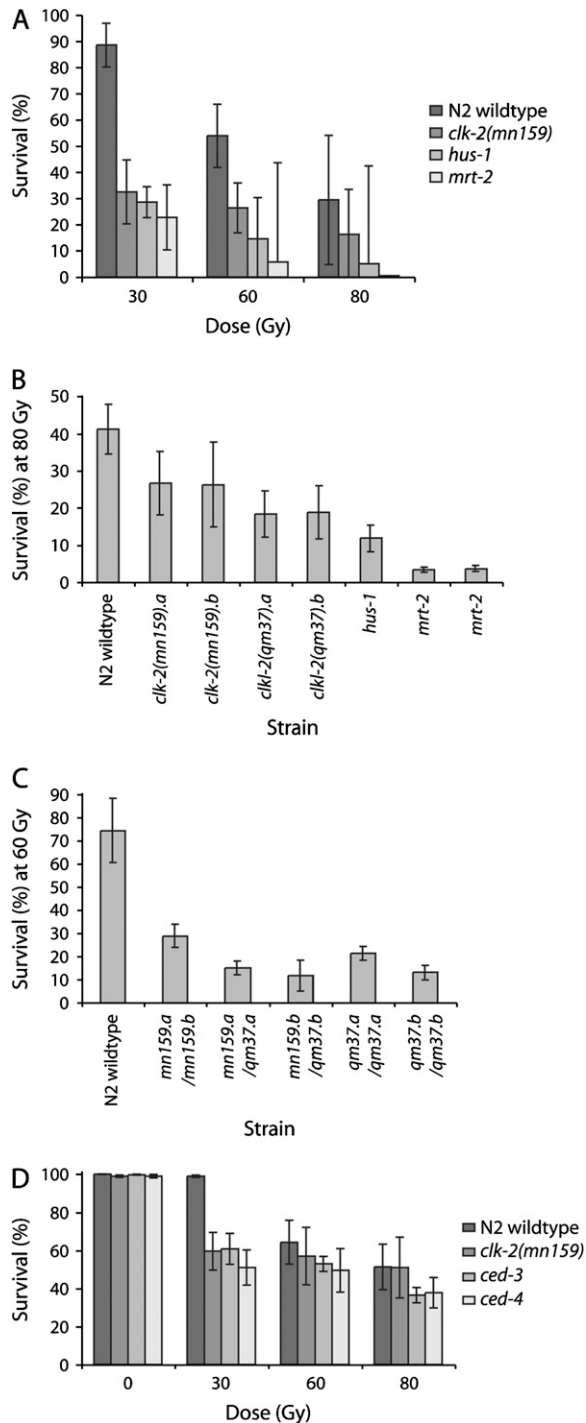 A
Survival (%)
100
90
80
70
60
50
40
30
20
10
0
30
60
80
Dose (Gy)
N2 wildtype
clk-2(mn159)
hus-1
mrt-2
B
Survival (%) at 80 Gy
50
40
30
20
10
0
N2 wildtype
clk-2(mn159).a
clk-2(mn159).b
clkl-2(qm37).a
clkl-2(qm37).b
hus-1
mrt-2
mrt-2
Strain
C
Survival (%) at 60 Gy
90
80
70
60
50
40
30
20
10
0
N2 wildtype
mn159.a
/mn159.b
mn159.a
/qm37.a
mn159.b
/qm37.b
qm37.a
/qm37.a
qm37.b
/qm37.b
Strain
D
Survival (%)
100
80
60
40
20
0
0
30
60
80
Dose (Gy)
N2 wildtype
clk-2(mn159)
ced-3
ced-4